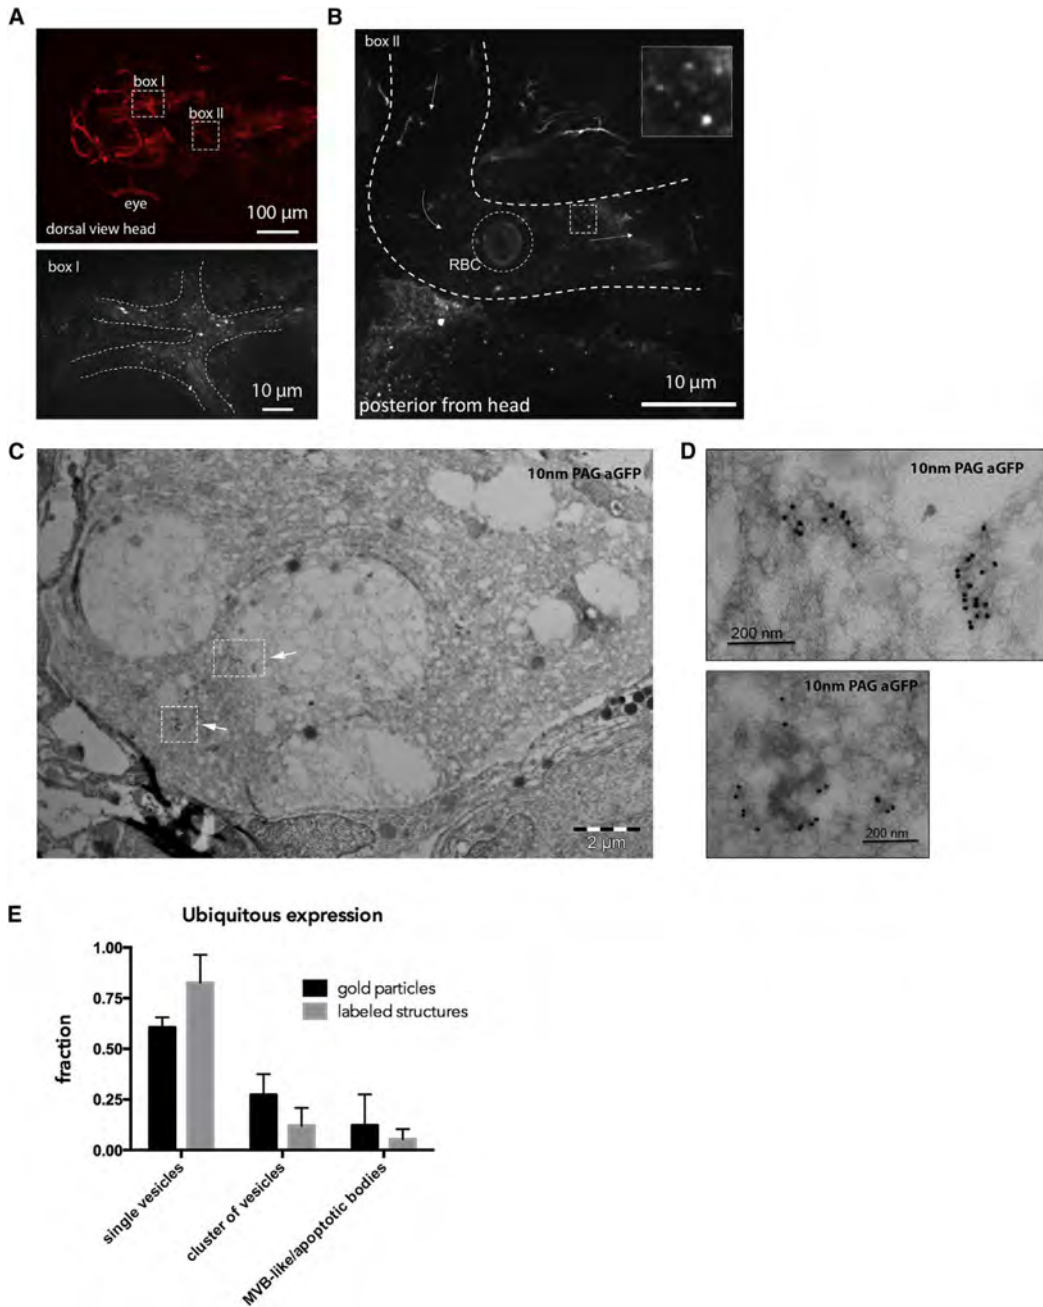 A
box I
box II
eye
100 μm
dorsal view head
box I
10 μm
B
box II
RBC
10 μm
posterior from head
C
10nm PAG aGFP
2 μm
D
10nm PAG aGFP
200 nm
10nm PAG aGFP
200 nm
E
Ubiquitous expression
fraction
1.00
0.75
0.50
0.25
0.00
gold particles
labeled structures
single vesicles
cluster of vesicles
MVB-like/apoptotic bodies